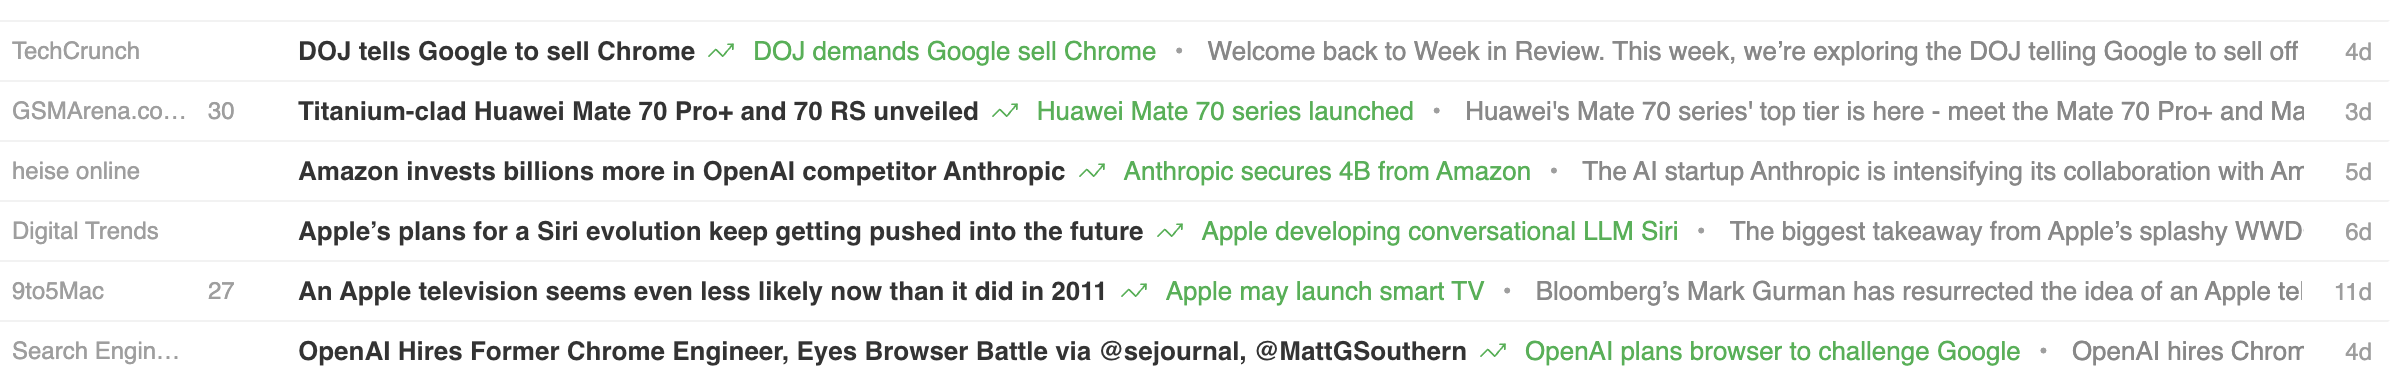 TechCrunch DOJ tells Google to sell Chrome DOJ demands Google sell Chrome • Welcome back to Week in Review. This week, we’re exploring the DOJ telling Google to sell off 4d
GSMArena.co... 30 Titanium-clad Huawei Mate 70 Pro+ and 70 RS unveiled Huawei Mate 70 series launched • Huawei's Mate 70 series' top tier is here - meet the Mate 70 Pro+ and Ma 3d
heise online Amazon invests billions more in OpenAI competitor Anthropic Anthropic secures 4B from Amazon • The AI startup Anthropic is intensifying its collaboration with Am 5d
Digital Trends Apple’s plans for a Siri evolution keep getting pushed into the future Apple developing conversational LLM Siri • The biggest takeaway from Apple’s splashy WWD 6d
9to5Mac 27 An Apple television seems even less likely now than it did in 2011 Apple may launch smart TV • Bloomberg’s Mark Gurman has resurrected the idea of an Apple tel 11d
Search Engin... OpenAI Hires Former Chrome Engineer, Eyes Browser Battle via @sejournal, @MattGSouthern OpenAI plans browser to challenge Google • OpenAI hires Chrom 4d